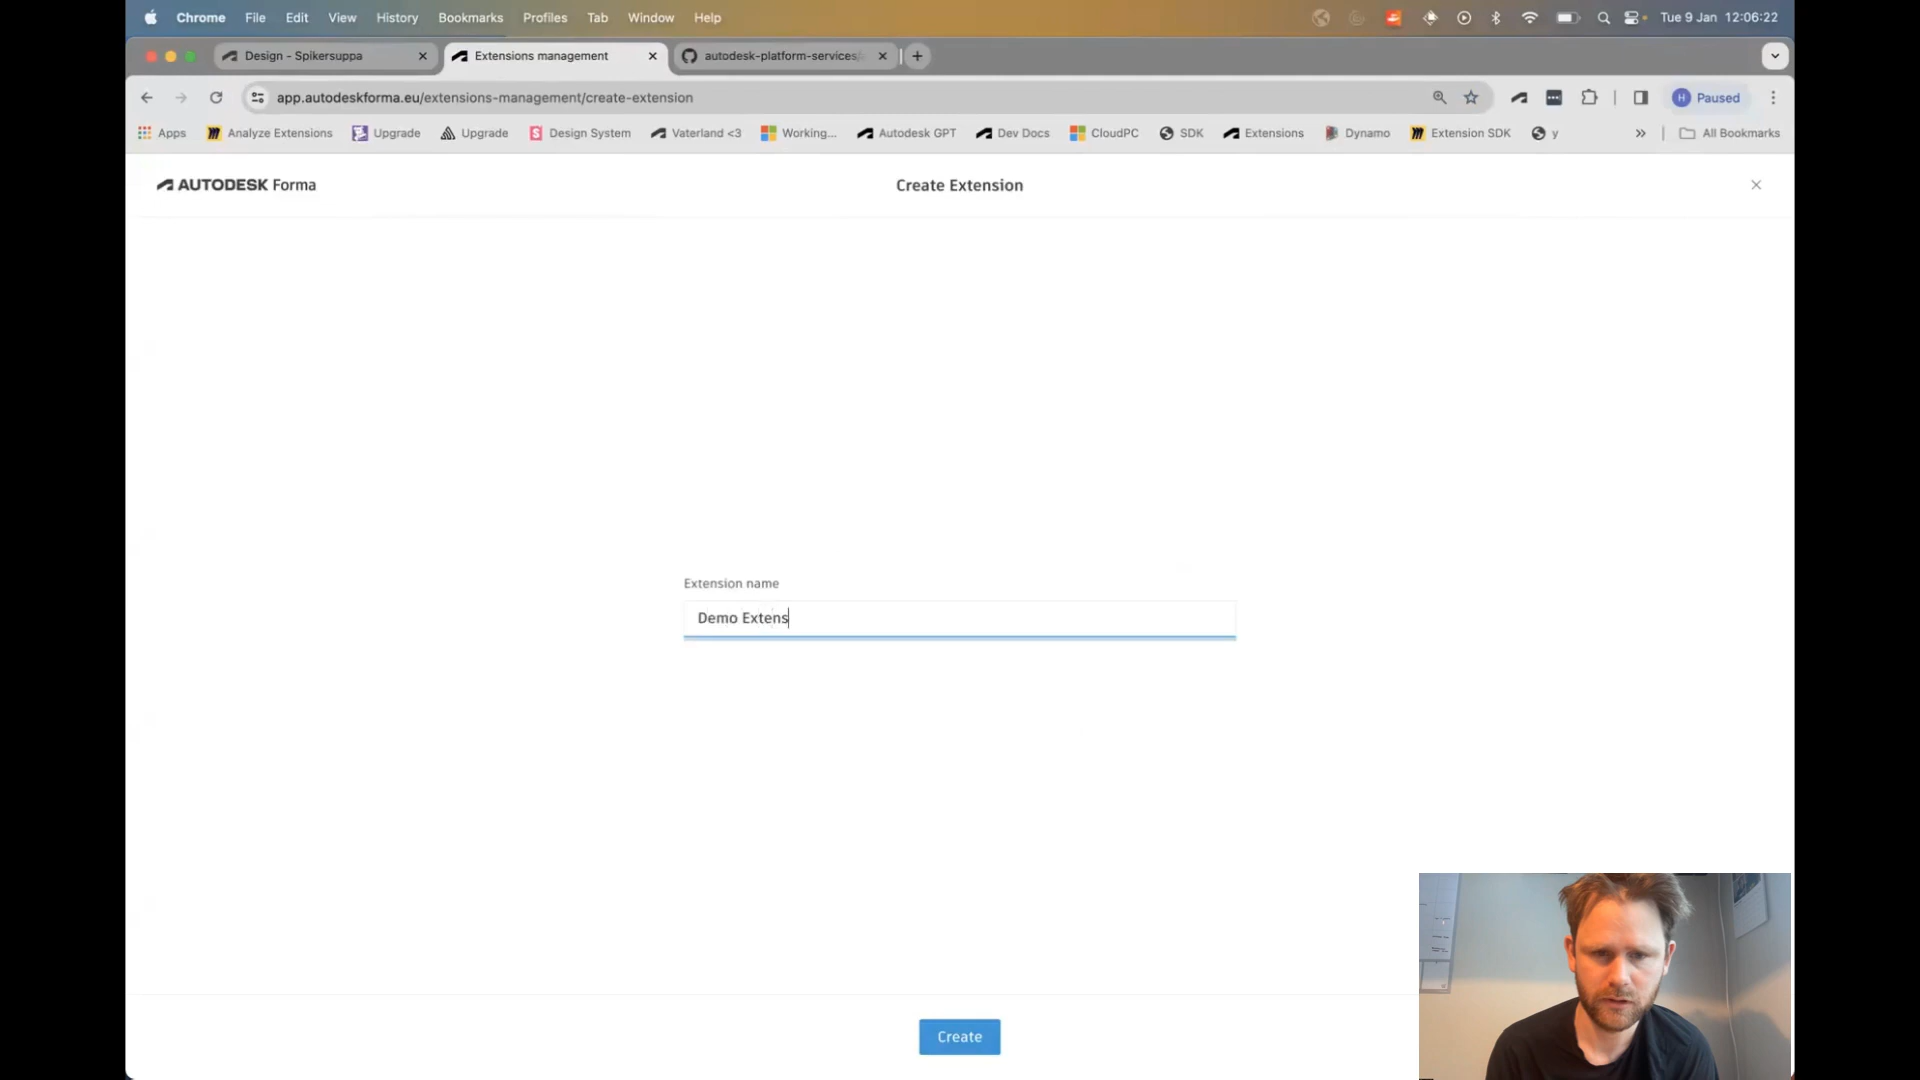 Chrome File Edit View History Bookmarks Profiles Tab Window Help Tue 9 Jan 12:06:22
Design - Spikersuppa Extensions management autodesk-platform-services/
app.autodeskforma.eu/extensions-management/create-extension Paused
Apps Analyze Extensions Upgrade Upgrade Design System Vaterland <3 Working... Autodesk GPT Dev Docs CloudPC SDK Extensions Dynamo Extension SDK y » All Bookmarks
AUTODESK Forma Create Extension
Extension name
Demo Extens
Create